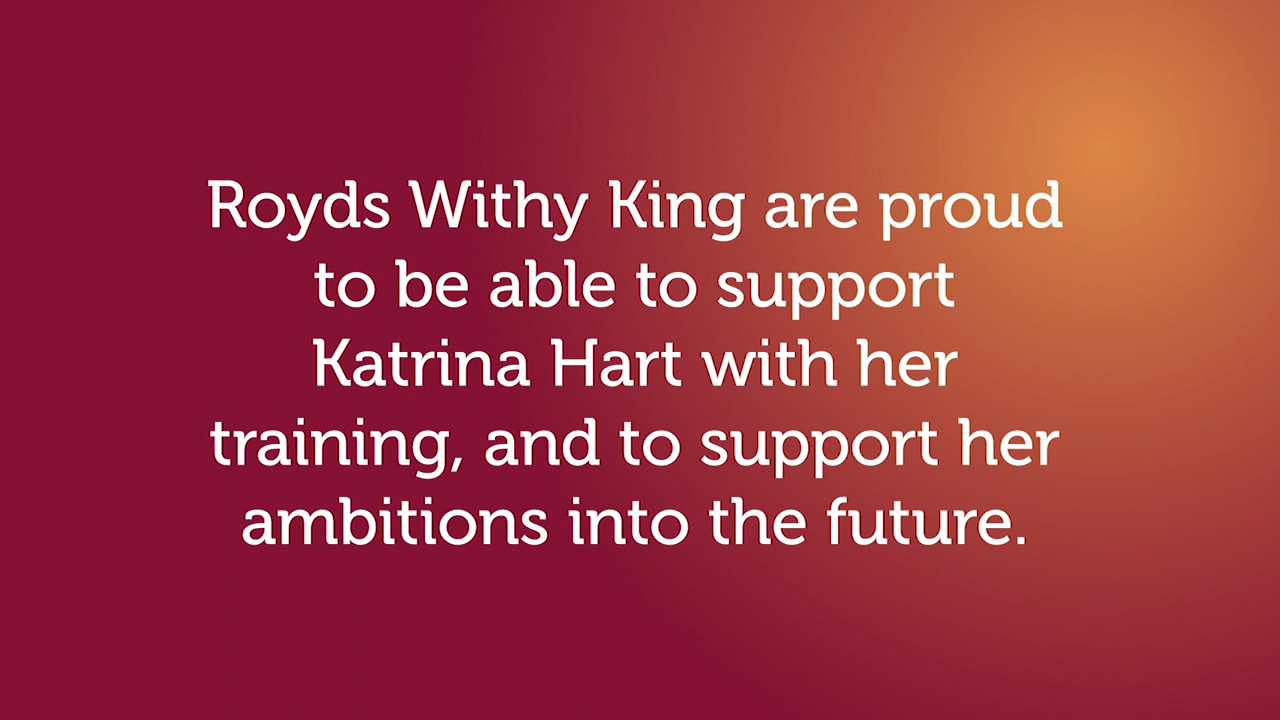 Royds Withy King are proud
to be able to support
Katrina Hart with her
training, and to support her
ambitions into the future.